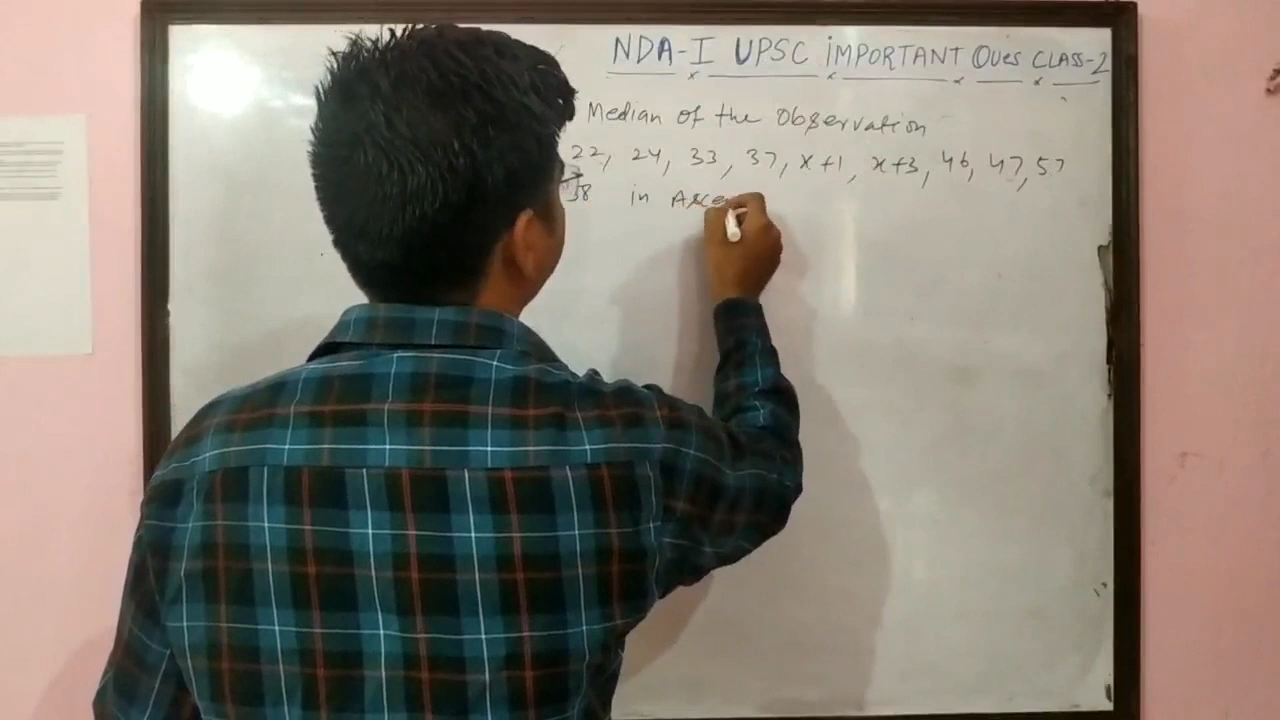 NDA-I UPSC iMPORTANT Ques CLASS-2
Median of the Observation
22, 24, 33, 37, x+1, x+3, 46, 47, 57
58 in Asce